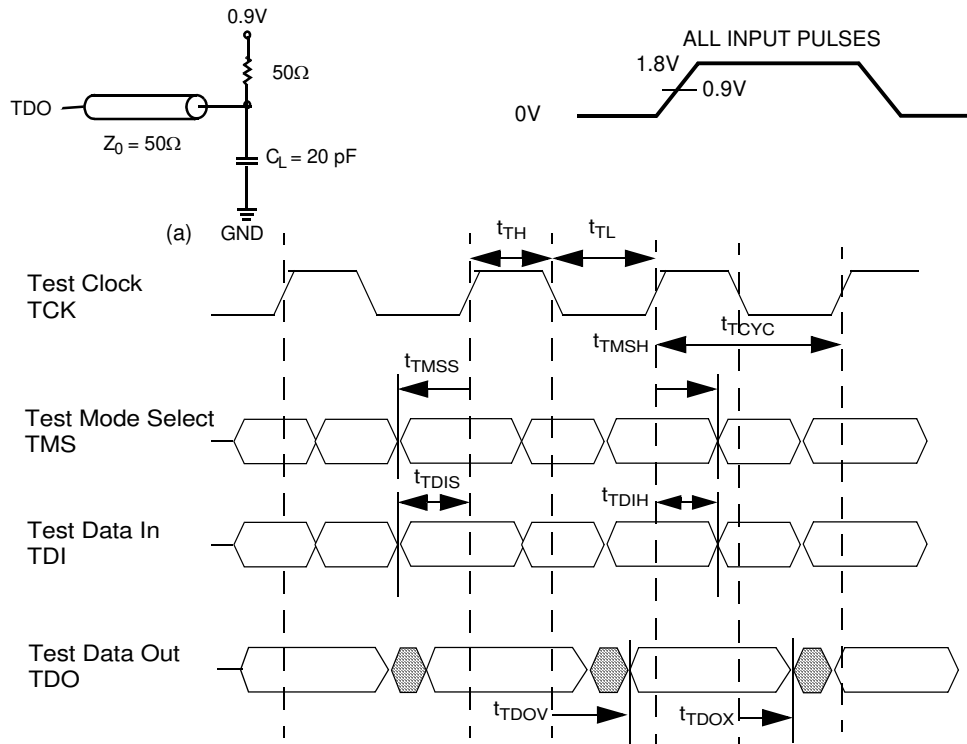 0.9V
50Ω
TDO
Z0 = 50Ω
CL = 20 pF
(a)
GND
ALL INPUT PULSES
1.8V
0.9V
0V
tTH
tTL
Test Clock
TCK
tTCYC
tTMSH
tTMSS
Test Mode Select
TMS
tTDIS
tTDIH
Test Data In
TDI
Test Data Out
TDO
tTDOV
tTDOX